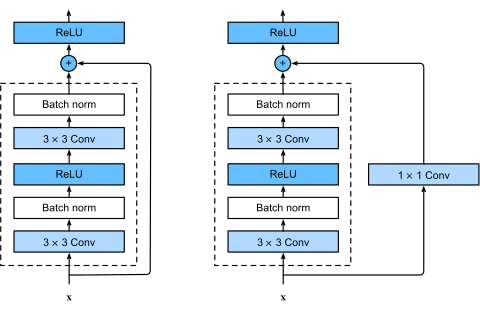 ReLU
+
Batch norm
3 × 3 Conv
ReLU
Batch norm
3 × 3 Conv
x
ReLU
+
Batch norm
3 × 3 Conv
ReLU
1 × 1 Conv
Batch norm
3 × 3 Conv
x